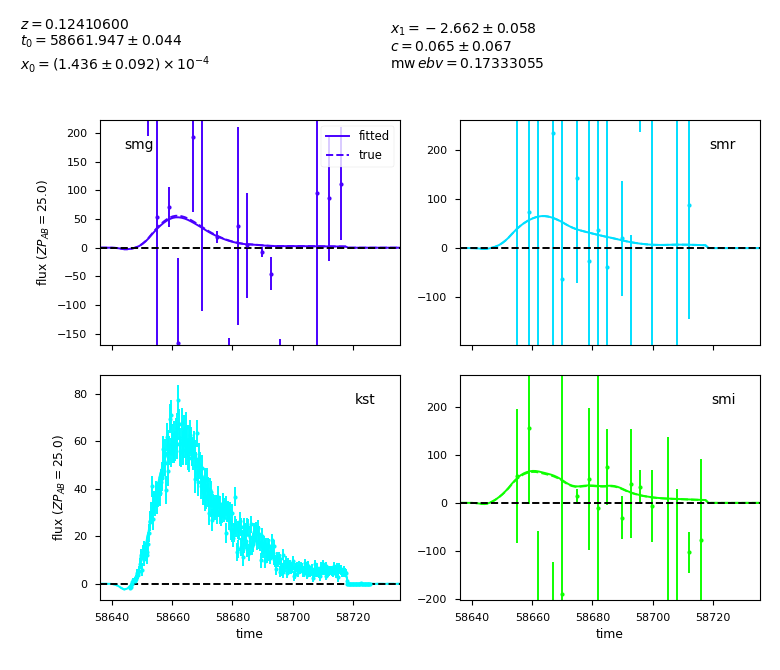 z = 0.12410600
t₀ = 58661.947 ± 0.044
x₀ = (1.436 ± 0.092) × 10⁻⁴
x₁ = −2.662 ± 0.058
c = 0.065 ± 0.067
mw ebv = 0.17333055
smg
fitted
true
200
150
100
50
0
−50
−100
−150
flux (ZP_AB = 25.0)
smr
200
100
0
−100
kst
80
60
40
20
0
flux (ZP_AB = 25.0)
58640 58660 58680 58700 58720
time
smi
200
100
0
−100
−200
58640 58660 58680 58700 58720
time